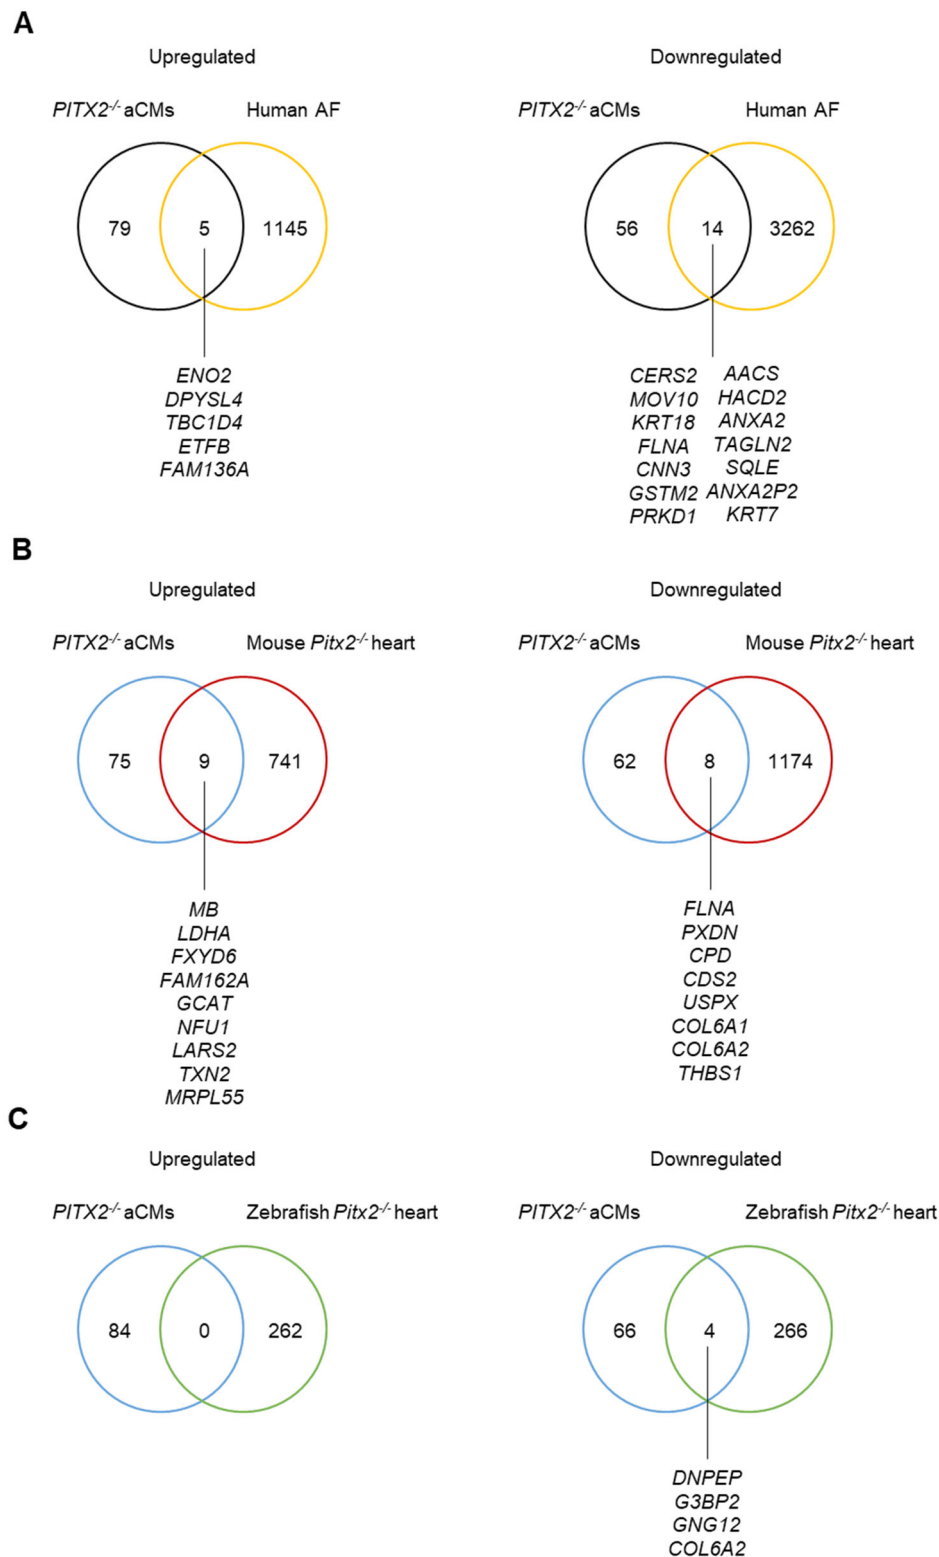 A
Upregulated Downregulated
PITX2-/- aCMs Human AF PITX2-/- aCMs Human AF
79 5 1145 56 14 3262
ENO2
DPYSL4
TBC1D4
ETFB
FAM136A
CERS2 AACS
MOV10 HACD2
KRT18 ANXA2
FLNA TAGLN2
CNN3 SQLE
GSTM2 ANXA2P2
PRKD1 KRT7
B
Upregulated Downregulated
PITX2-/- aCMs Mouse Pitx2-/- heart PITX2-/- aCMs Mouse Pitx2-/- heart
75 9 741 62 8 1174
MB
LDHA
FXYD6
FAM162A
GCAT
NFU1
LARS2
TXN2
MRPL55
FLNA
PXDN
CPD
CDS2
USPX
COL6A1
COL6A2
THBS1
C
Upregulated Downregulated
PITX2-/- aCMs Zebrafish Pitx2-/- heart PITX2-/- aCMs Zebrafish Pitx2-/- heart
84 0 262 66 4 266
DNPEP
G3BP2
GNG12
COL6A2